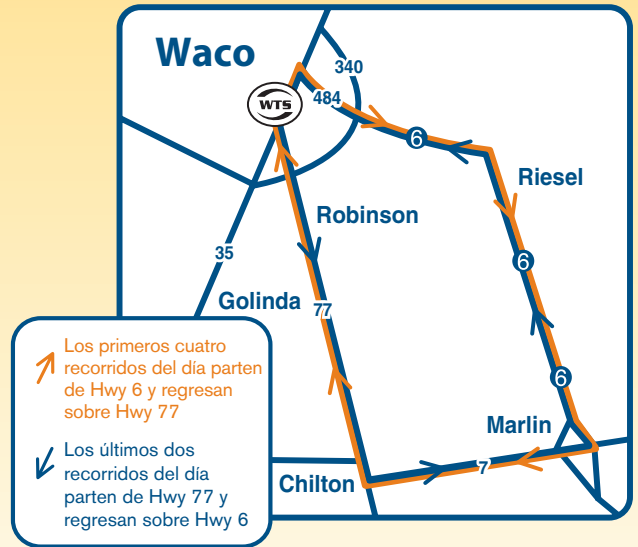 Waco
340
WTS
484
6
Riesel
Robinson
6
35
Golinda
77
6
Marlin
Chilton
7
Los primeros cuatro
recorridos del día parten
de Hwy 6 y regresan
sobre Hwy 77
Los últimos dos
recorridos del día
parten de Hwy 77 y
regresan sobre Hwy 6